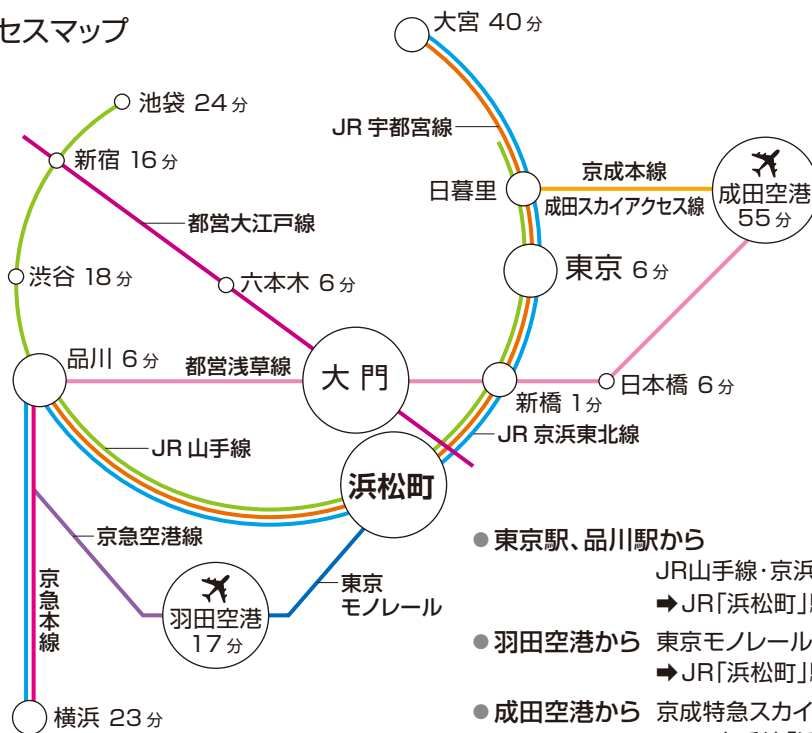 セスマップ
大宮 40分
池袋 24分
JR 宇都宮線
新宿 16分
京成本線
日暮里
成田スカイアクセス線
成田空港
55分
都営大江戸線
渋谷 18分
六本木 6分
東京 6分
品川 6分
都営浅草線
大門
新橋 1分
日本橋 6分
JR 山手線
JR 京浜東北線
浜松町
京急空港線
京急本線
羽田空港
17分
東京
モノレール
横浜 23分
●東京駅、品川駅から
JR山手線・京浜
➡JR「浜松町」
●羽田空港から 東京モノレール
➡JR「浜松町」
●成田空港から 京成特急スカイ